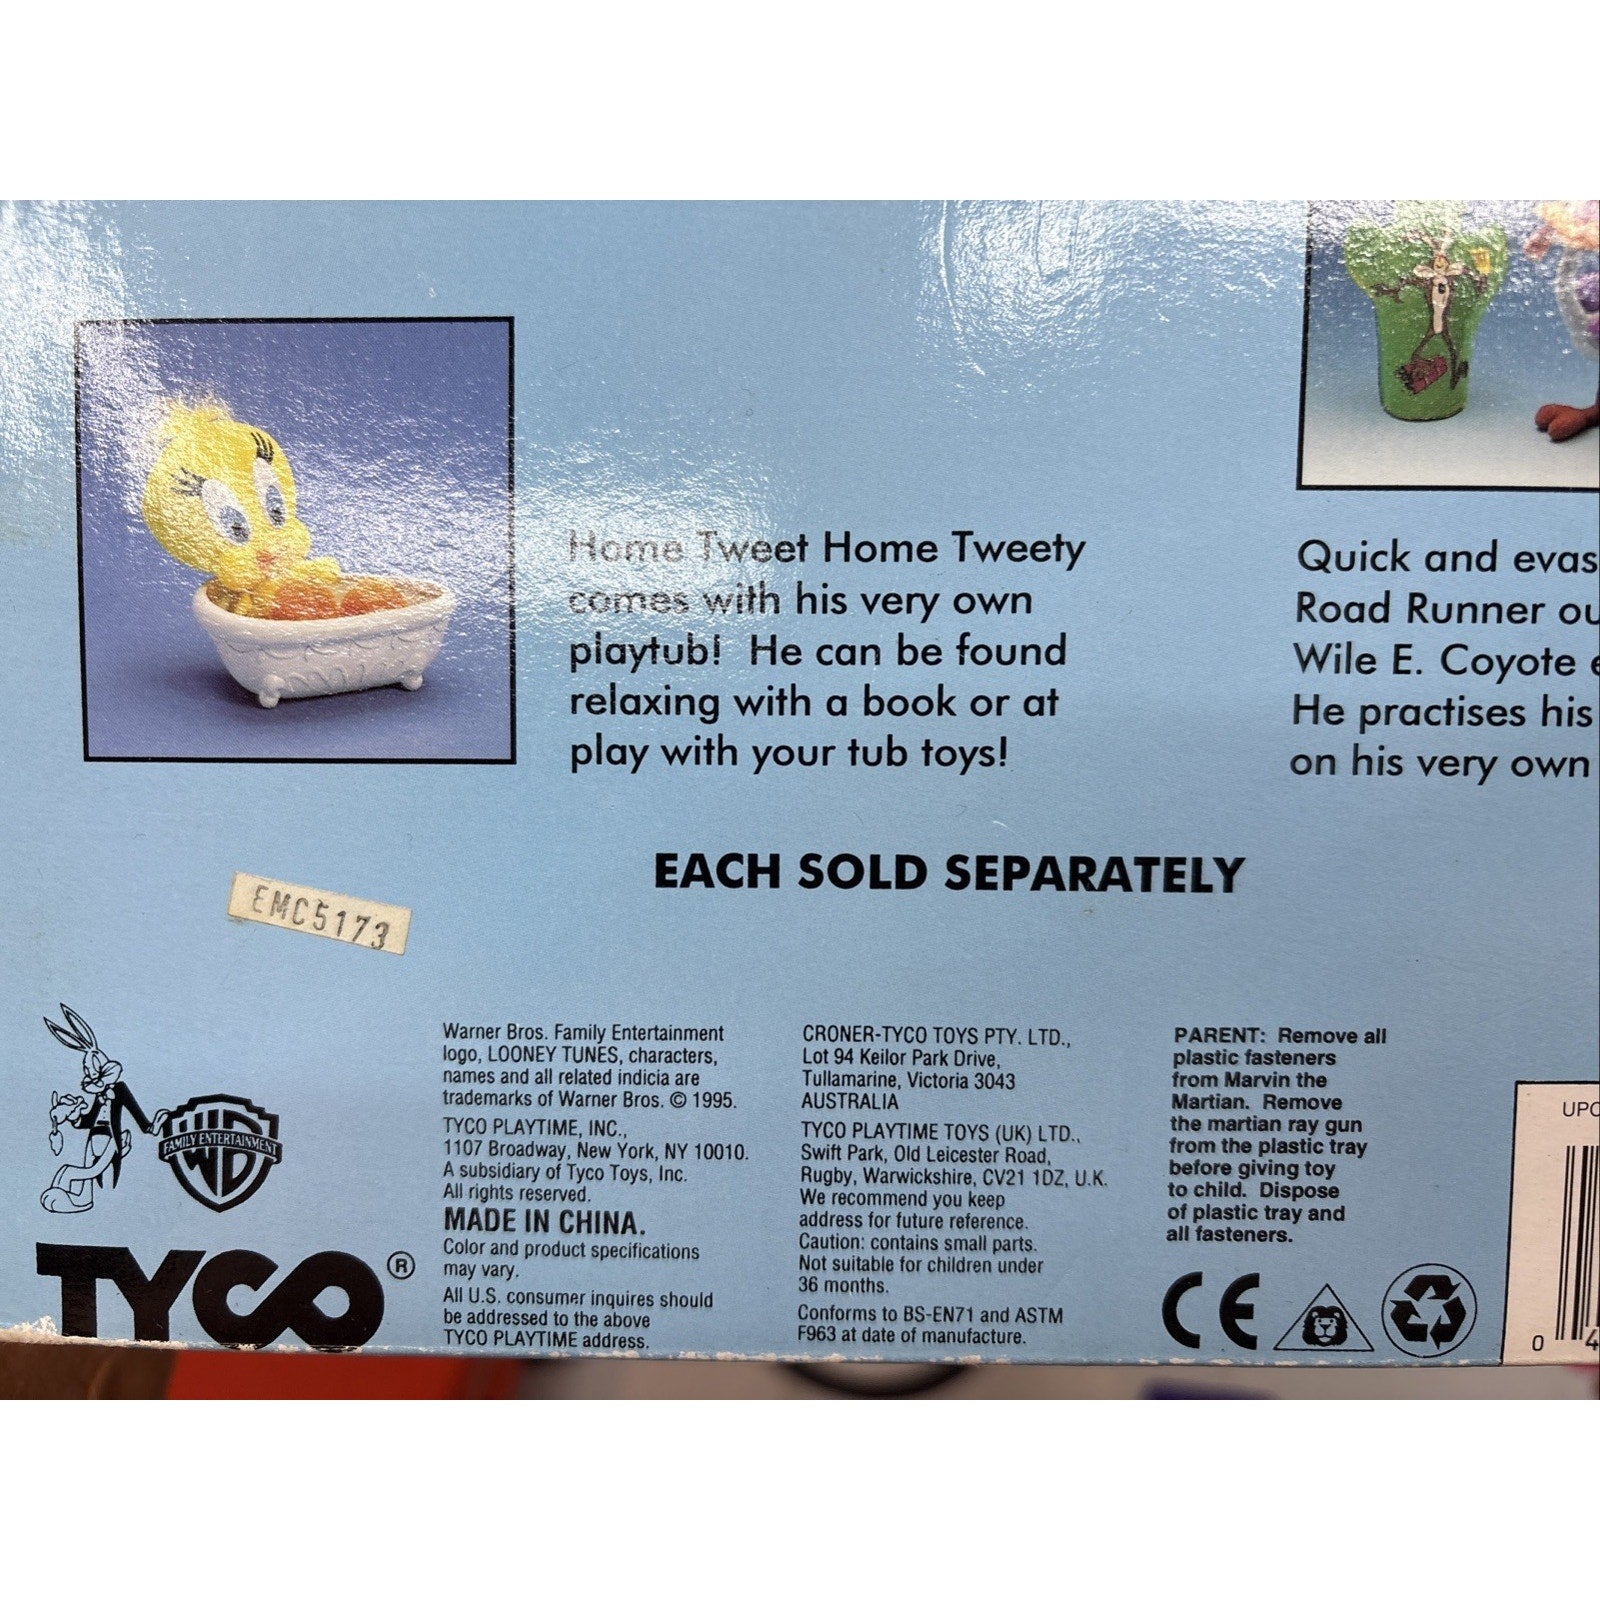 Home Tweet Home Tweety
comes with his very own
playtub! He can be found
relaxing with a book or at
play with your tub toys!
Quick and evas
Road Runner ou
Wile E. Coyote
He practises his
on his very own
EACH SOLD SEPARATELY
EMC5173
FAMILY ENTERTAINMENT
WB
TYCO®
Warner Bros. Family Entertainment
logo, LOONEY TUNES, characters,
names and all related indicia are
trademarks of Warner Bros. © 1995.
TYCO PLAYTIME, INC.,
1107 Broadway, New York, NY 10010.
A subsidiary of Tyco Toys, Inc.
All rights reserved.
MADE IN CHINA.
Color and product specifications
may vary.
All U.S. consumer inquires should
be addressed to the above
TYCO PLAYTIME address.
CRONER-TYCO TOYS PTY. LTD.,
Lot 94 Keilor Park Drive,
Tullamarine, Victoria 3043
AUSTRALIA
TYCO PLAYTIME TOYS (UK) LTD.,
Swift Park, Old Leicester Road,
Rugby, Warwickshire, CV21 1DZ, U.K.
We recommend you keep
address for future reference.
Caution: contains small parts.
Not suitable for children under
36 months.
Conforms to BS-EN71 and ASTM
F963 at date of manufacture.
PARENT: Remove all
plastic fasteners
from Marvin the
Martian. Remove
the martian ray gun
from the plastic tray
before giving toy
to child. Dispose
of plastic tray and
all fasteners.
CE
UPC
0 4